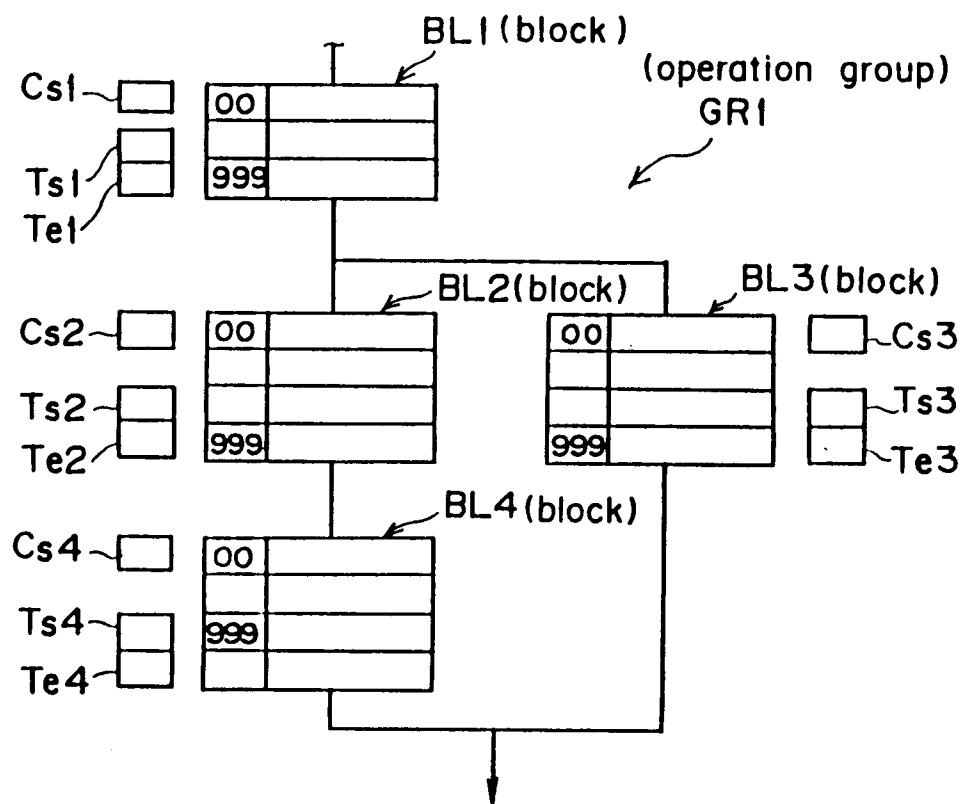 BL1 (block)
(operation group)
GR1
Cs1
00
Ts1
999
Te1
BL2 (block)
BL3 (block)
Cs2
00
00
Cs3
Ts2
Ts3
Te2
999
999
Te3
BL4 (block)
Cs4
00
Ts4
999
Te4